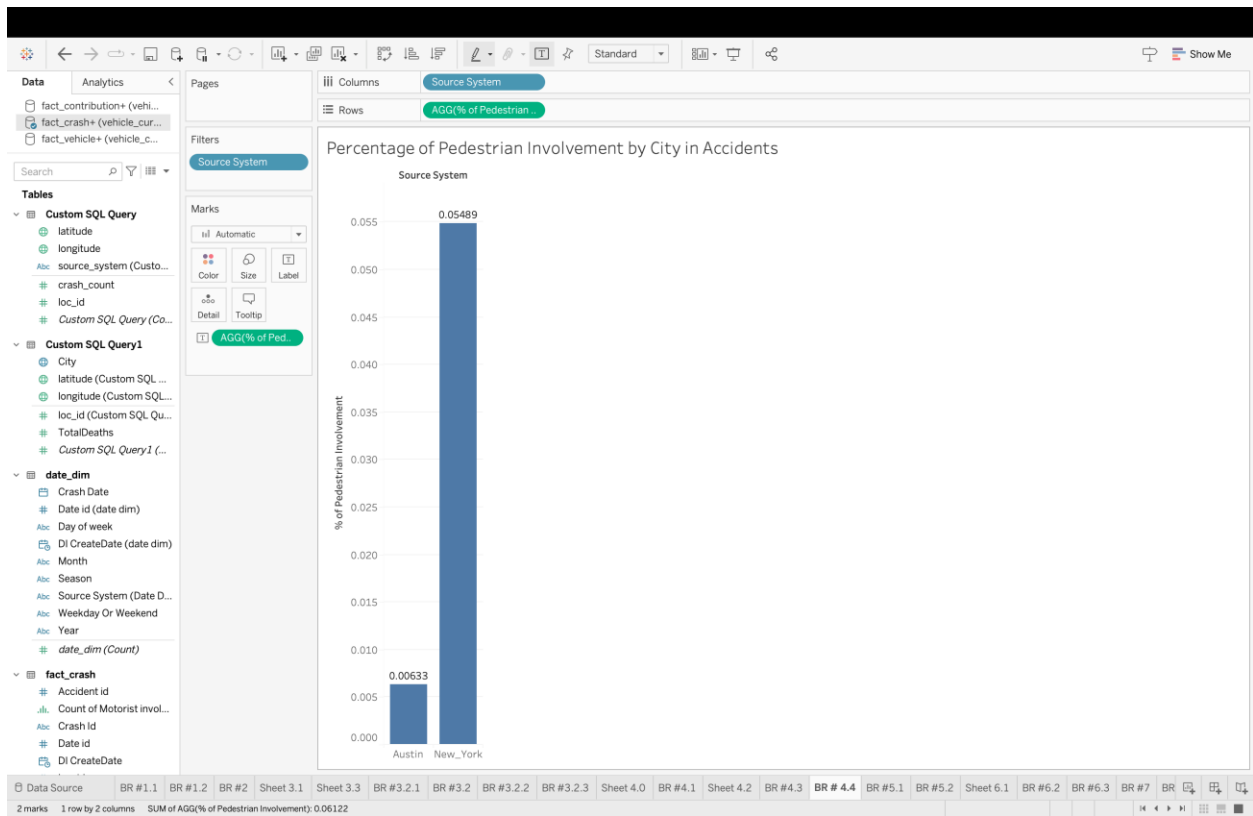 Standard
Show Me
Data
Analytics
Pages
Columns
Source System
Rows
AGG(% of Pedestrian ..
fact_contribution+ (vehi...
fact_crash+ (vehicle_cur...
fact_vehicle+ (vehicle_c...
Search
Tables
Custom SQL Query
latitude
longitude
Abc source_system (Custo...
# crash_count
# loc_id
# Custom SQL Query (Co...
Custom SQL Query1
City
latitude (Custom SQL ...
longitude (Custom SQL...
# loc_id (Custom SQL Qu...
# TotalDeaths
# Custom SQL Query1 (...
date_dim
Crash Date
# Date id (date dim)
Abc Day of week
DI CreateDate (date dim)
Abc Month
Abc Season
Abc Source System (Date D...
Abc Weekday Or Weekend
Abc Year
# date_dim (Count)
fact_crash
# Accident id
Count of Motorist invol...
Abc Crash Id
# Date id
DI CreateDate
Filters
Source System
Marks
Automatic
Color
Size
Label
Detail
Tooltip
AGG(% of Ped..
Percentage of Pedestrian Involvement by City in Accidents
Source System
0.055
0.050
0.045
0.040
0.035
0.030
0.025
0.020
0.015
0.010
0.005
0.000
% of Pedestrian Involvement
0.05489
0.00633
Austin
New_York
Data Source
BR #1.1
BR #1.2
BR #2
Sheet 3.1
Sheet 3.3
BR #3.2.1
BR #3.2
BR #3.2.2
BR #3.2.3
Sheet 4.0
BR #4.1
Sheet 4.2
BR #4.3
BR # 4.4
BR #5.1
BR #5.2
Sheet 6.1
BR #6.2
BR #6.3
BR #7
BR
2 marks
1 row by 2 columns
SUM of AGG(% of Pedestrian Involvement): 0.06122